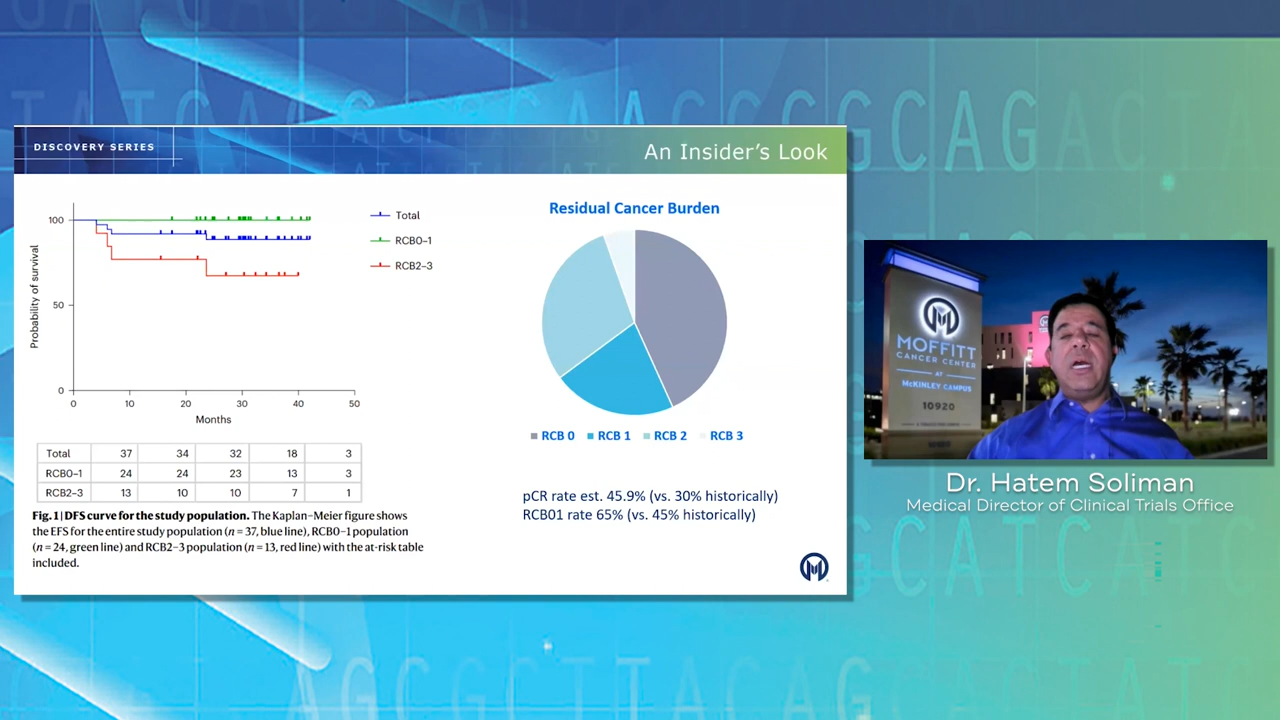 DISCOVERY SERIES
An Insider's Look
Probability of survival
100
50
0
0 10 20 30 40 50
Months
Total
RCB0–1
RCB2–3
Total 37 34 32 18 3
RCB0–1 24 24 23 13 3
RCB2–3 13 10 10 7 1
Fig. 1 | DFS curve for the study population. The Kaplan–Meier figure shows
the EFS for the entire study population (n = 37, blue line), RCB0–1 population
(n = 24, green line) and RCB2–3 population (n = 13, red line) with the at-risk table
included.
Residual Cancer Burden
RCB 0 RCB 1 RCB 2 RCB 3
pCR rate est. 45.9% (vs. 30% historically)
RCB01 rate 65% (vs. 45% historically)
MOFFITT
CANCER CENTER
AT
MCKINLEY CAMPUS
10920
Dr. Hatem Soliman
Medical Director of Clinical Trials Office